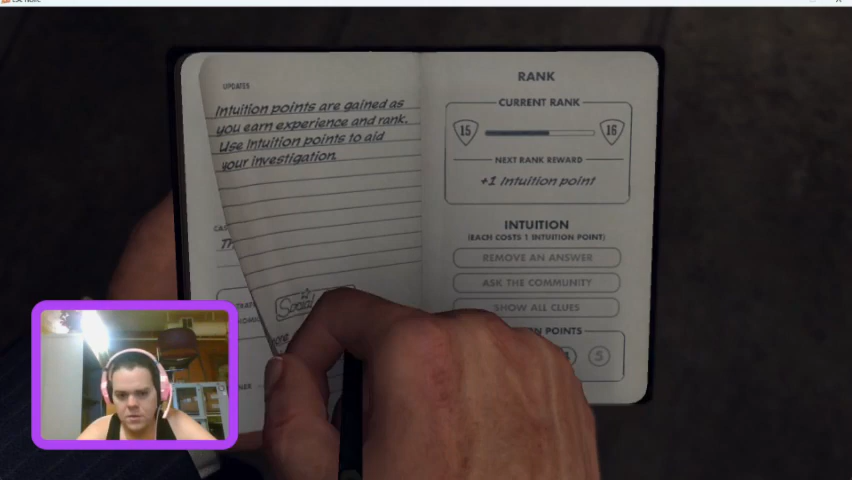 UPDATES
Intuition points are gained as
you earn experience and rank.
Use Intuition points to aid
your investigation.
Social
RANK
CURRENT RANK
15
16
NEXT RANK REWARD
+1 Intuition point
INTUITION
(EACH COSTS 1 INTUITION POINT)
REMOVE AN ANSWER
ASK THE COMMUNITY
SHOW ALL CLUES
POINTS
5